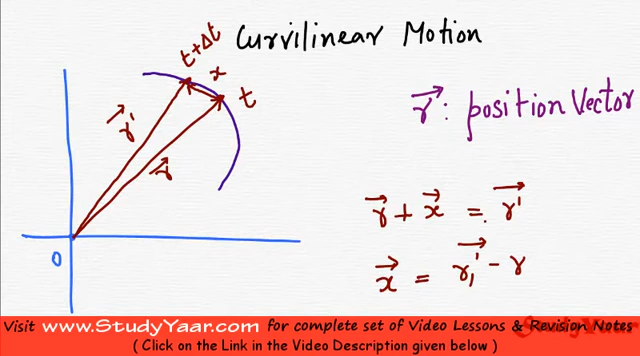 Curvilinear Motion
t+Δt
x
t
r⃗'
r⃗
r⃗ : position Vector
r⃗ + x⃗ = r⃗'
x⃗ = r⃗,' - r
0
StudyYaar
Visit www.StudyYaar.com for complete set of Video Lessons & Revision Notes
( Click on the Link in the Video Description given below )